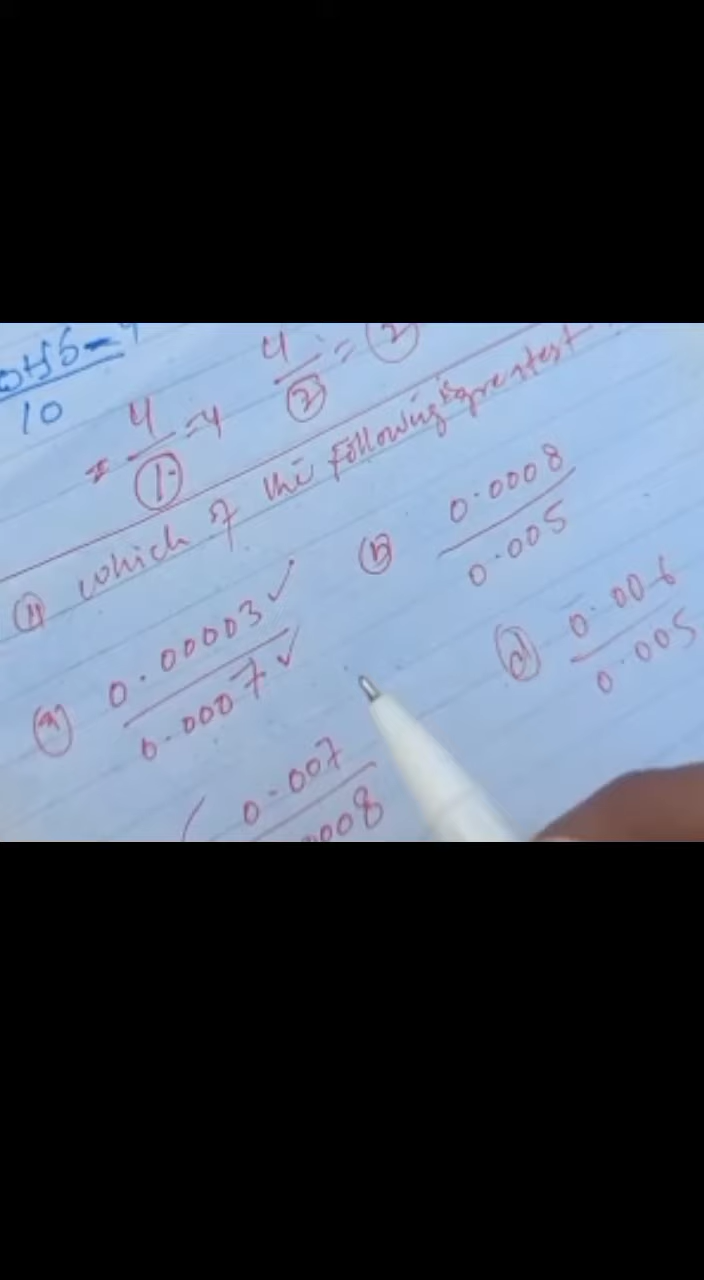 10
= 4/1 = 4
4/2 = 2
(11) which of the following is greatest
(a) 0.00003 ✓
0.0007 ✓
(b) 0.0008
0.005
0.007
0008
(d) 0.006
0.005